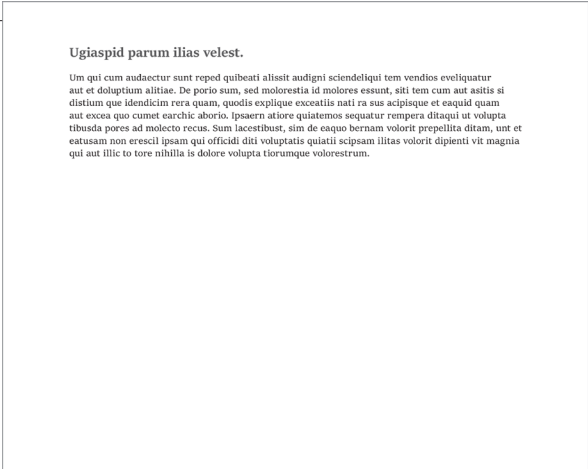 Ugiaspid parum ilias velest.
Um qui cum audaectur sunt reped quibeati alissit audigni sciendeliqui tem vendios eveliquatur
aut et doluptium alitiae. De porio sum, sed molorestia id molores essunt, siti tem cum aut asitis si
distium que idendicim rera quam, quodis explique exceatiis nati ra sus acipisque et eaquid quam
aut excea quo cumet earchic aborio. Ipsaern atiore quiatemos sequatur rempera ditaqui ut volupta
tibusda pores ad molecto recus. Sum lacestibust, sim de eaquo bernam volorit prepellita ditam, unt et
eatusam non erescil ipsam qui officidi diti voluptatis quiatii scipsam ilitas volorit dipienti vit magnia
qui aut illic to tore nihilla is dolore volupta tiorumque volorestrum.